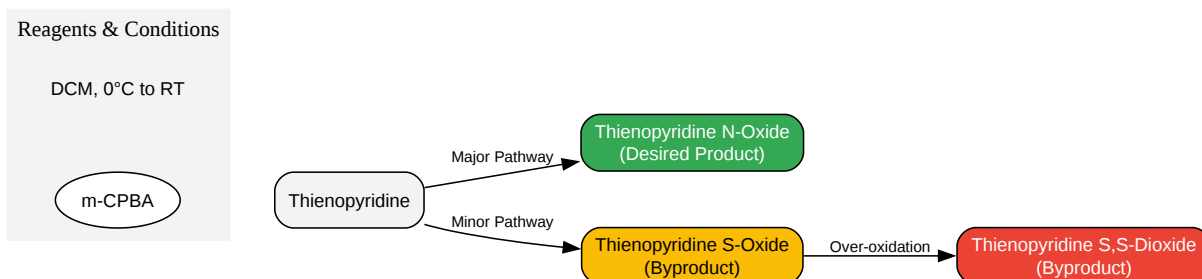 Reagents & Conditions
DCM, 0°C to RT
m-CPBA
Thienopyridine
Major Pathway
Minor Pathway
Thienopyridine N-Oxide
(Desired Product)
Thienopyridine S-Oxide
(Byproduct)
Over-oxidation
Thienopyridine S,S-Dioxide
(Byproduct)